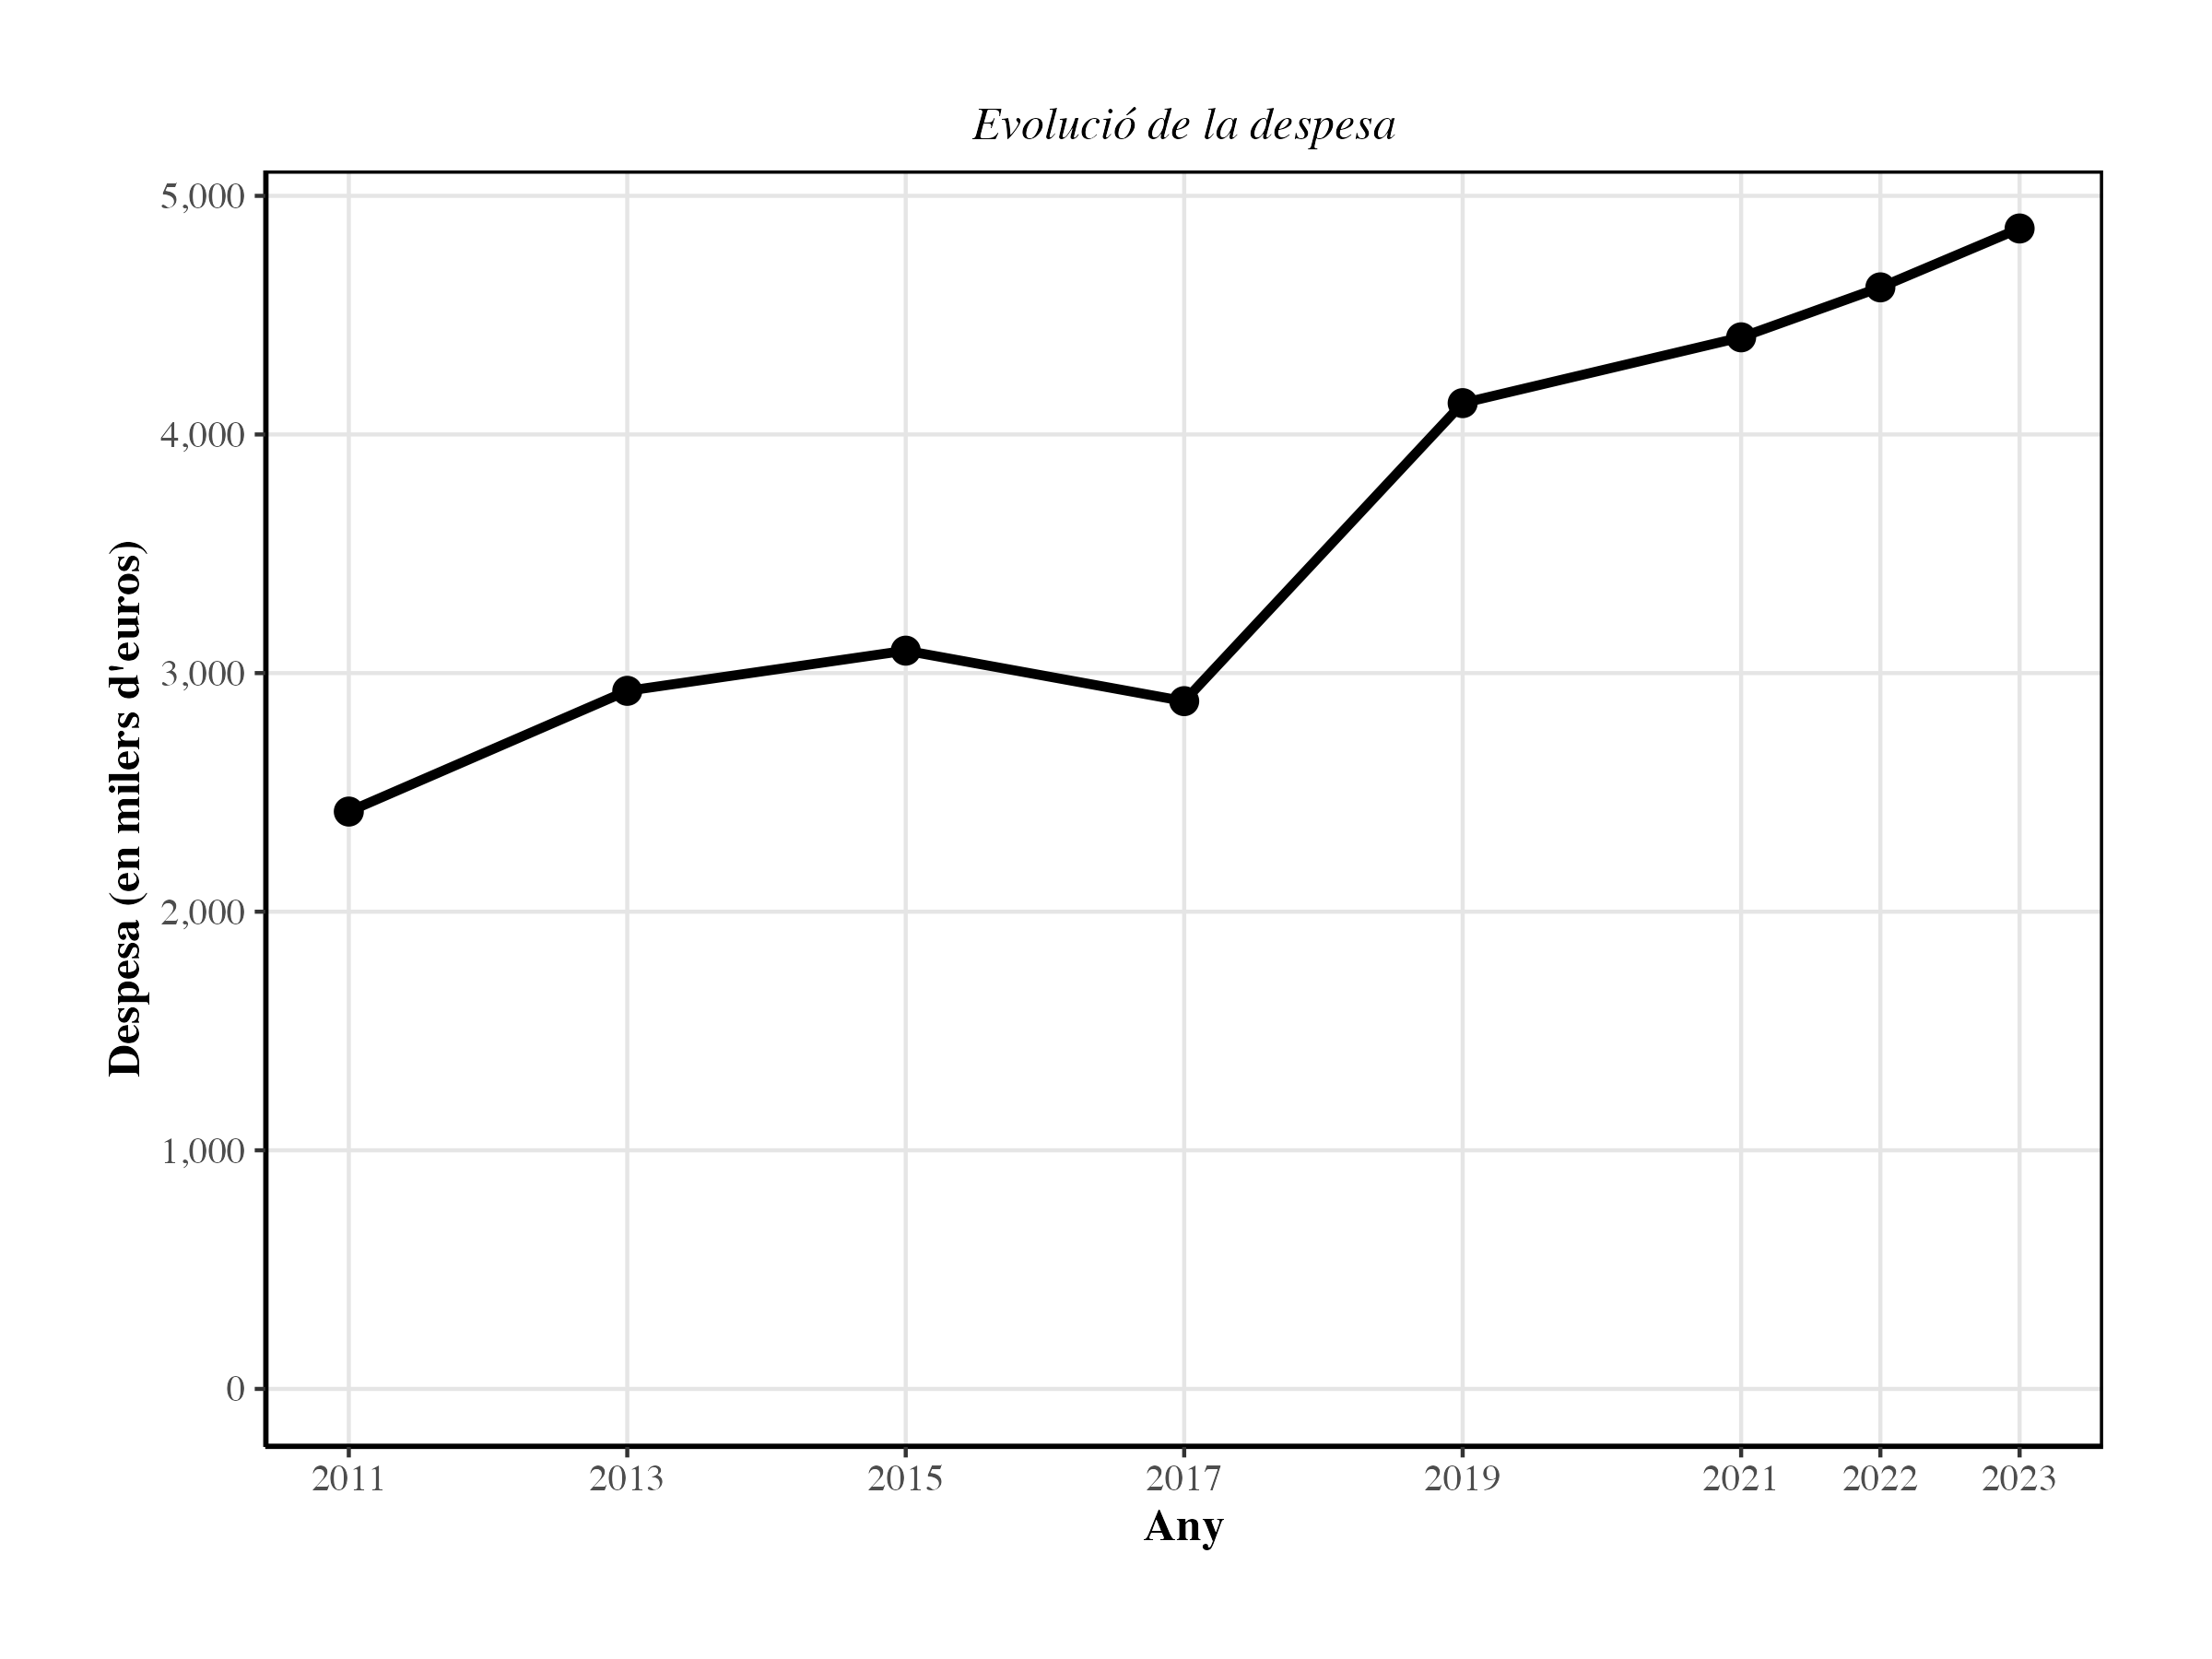 Evolució de la despesa
Despesa (en milers d'euros)
5,000
4,000
3,000
2,000
1,000
0
2011 2013 2015 2017 2019 2021 2022 2023
Any